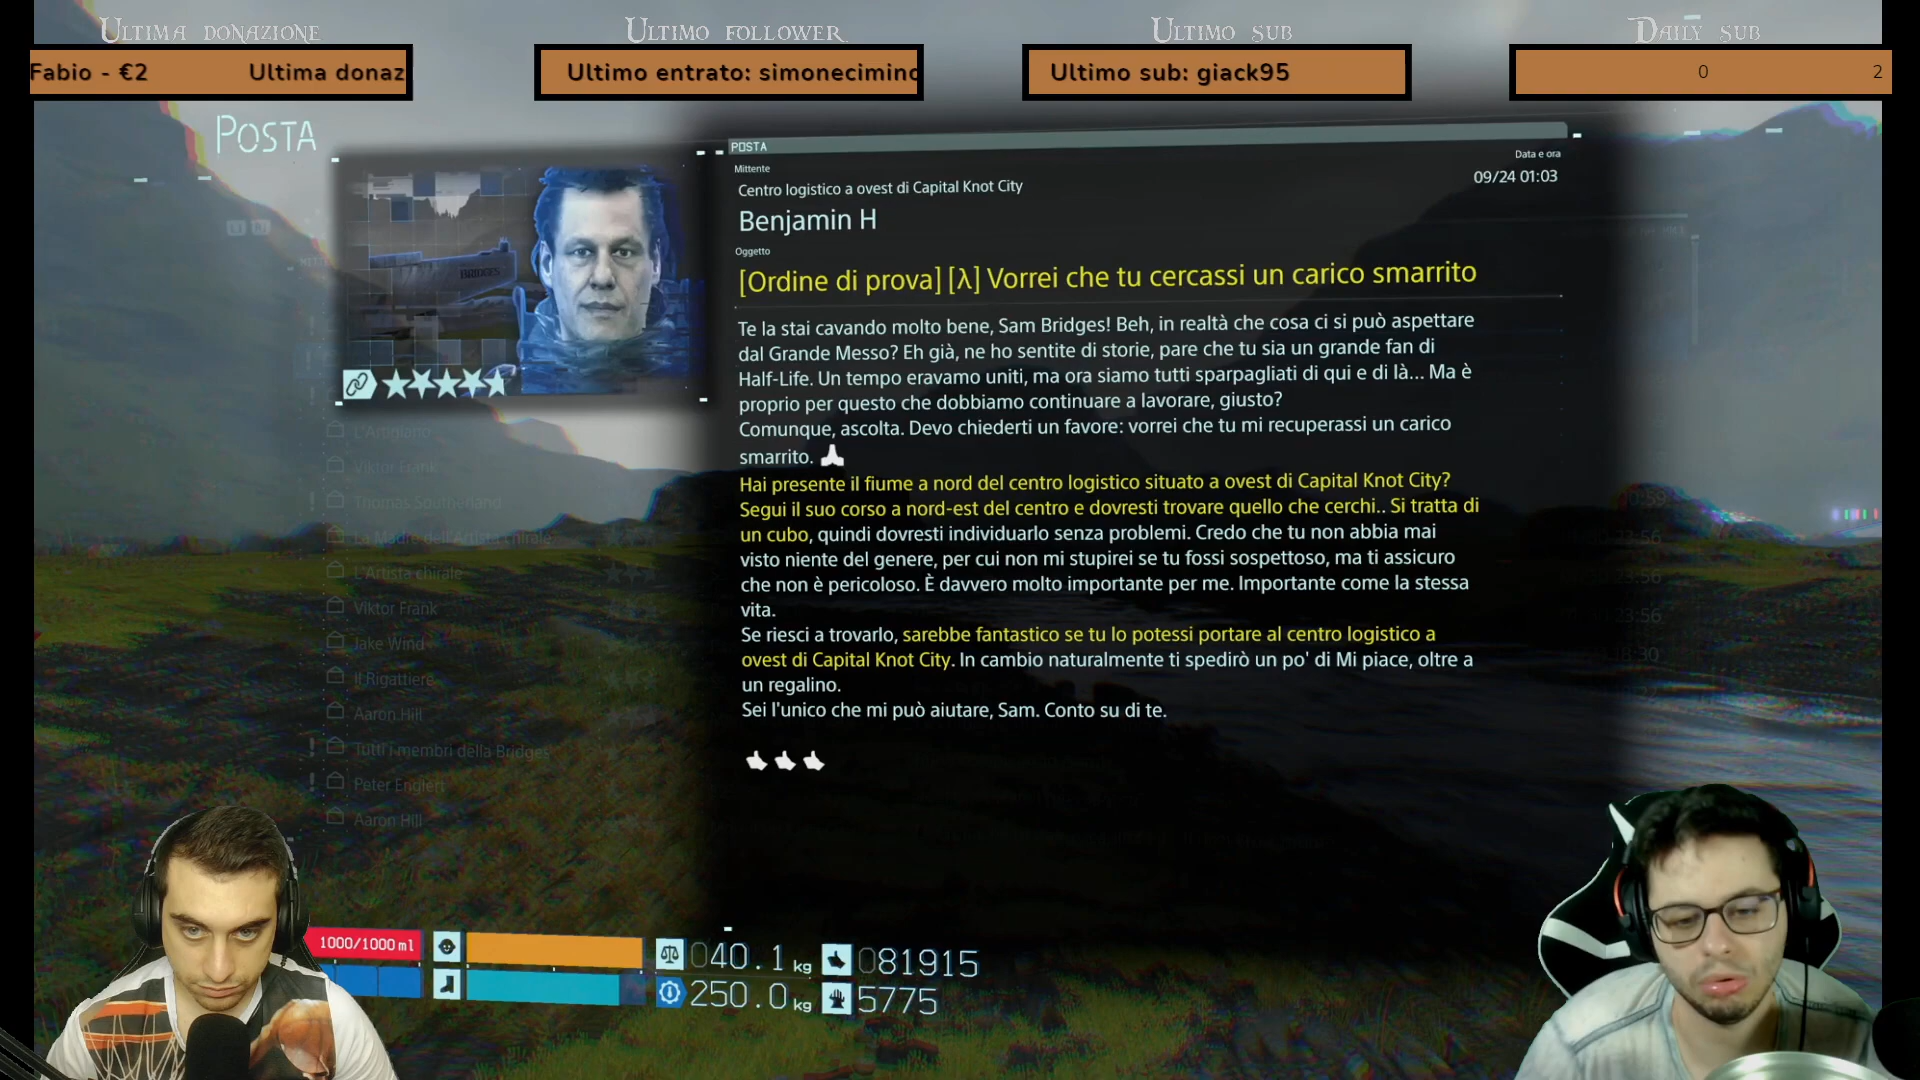 Ultima donazione
Ultimo follower
Ultimo sub
Daily sub
Fabio - €2 Ultima donaz
Ultimo entrato: simonecimino
Ultimo sub: giack95
0 2
Posta
POSTA
Mittente
Data e ora
Centro logistico a ovest di Capital Knot City
09/24 01:03
Benjamin H
Oggetto
[Ordine di prova] [λ] Vorrei che tu cercassi un carico smarrito
Te la stai cavando molto bene, Sam Bridges! Beh, in realtà che cosa ci si può aspettare
dal Grande Messo? Eh già, ne ho sentite di storie, pare che tu sia un grande fan di
Half-Life. Un tempo eravamo uniti, ma ora siamo tutti sparpagliati di qui e di là... Ma è
proprio per questo che dobbiamo continuare a lavorare, giusto?
Comunque, ascolta. Devo chiederti un favore: vorrei che tu mi recuperassi un carico
smarrito.
Hai presente il fiume a nord del centro logistico situato a ovest di Capital Knot City?
Segui il suo corso a nord-est del centro e dovresti trovare quello che cerchi.. Si tratta di
un cubo, quindi dovresti individuarlo senza problemi. Credo che tu non abbia mai
visto niente del genere, per cui non mi stupirei se tu fossi sospettoso, ma ti assicuro
che non è pericoloso. È davvero molto importante per me. Importante come la stessa
vita.
Se riesci a trovarlo, sarebbe fantastico se tu lo potessi portare al centro logistico a
ovest di Capital Knot City. In cambio naturalmente ti spedirò un po' di Mi piace, oltre a
un regalino.
Sei l'unico che mi può aiutare, Sam. Conto su di te.
BRIDGES
L'Artigiano
Viktor Frank
Thomas Southerland
La Madre dell'Artista chirale
L'Artista chirale
Viktor Frank
Jake Wind
Il Rigattiere
Aaron Hill
Tutti i membri della Bridges
Peter Englert
Aaron Hill
1000/1000 ml
040.1 kg
081915
250.0 kg
5775